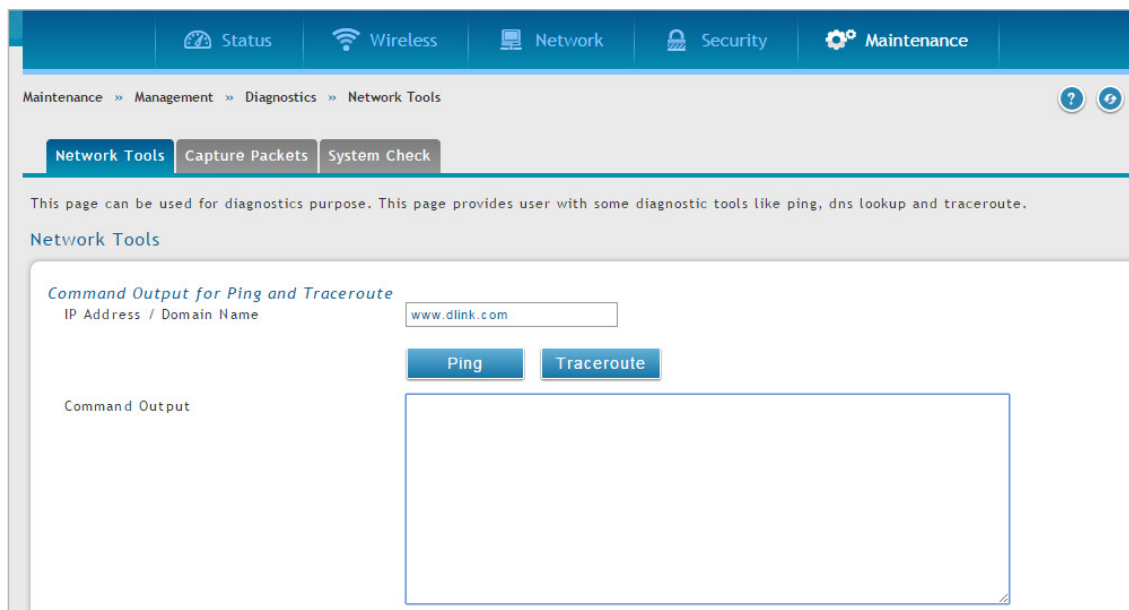 Status Wireless Network Security Maintenance
Maintenance » Management » Diagnostics » Network Tools
?
Network Tools Capture Packets System Check
This page can be used for diagnostics purpose. This page provides user with some diagnostic tools like ping, dns lookup and traceroute.
Network Tools
Command Output for Ping and Traceroute
IP Address / Domain Name www.dlink.com
Ping Traceroute
Command Output